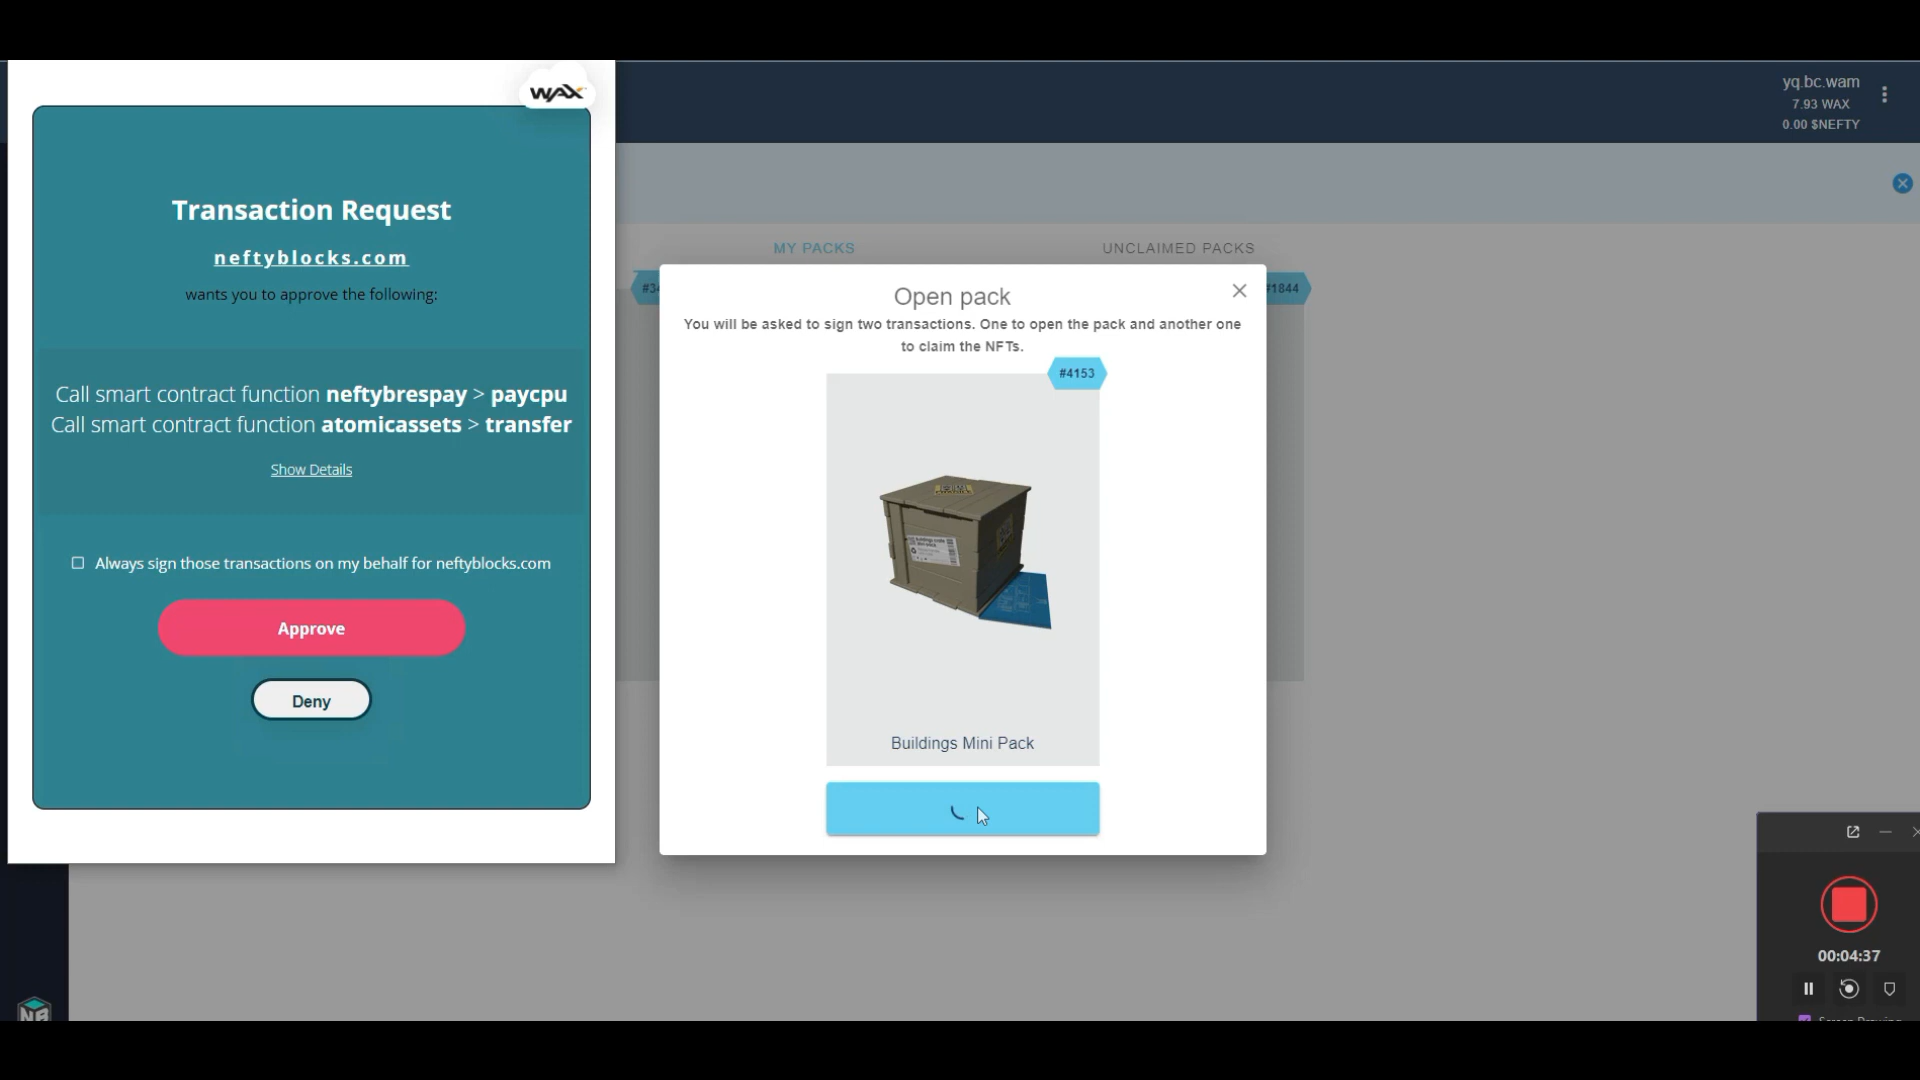 WAX
Transaction Request
neftyblocks.com
wants you to approve the following:
Call smart contract function neftybrespay > paycpu
Call smart contract function atomicassets > transfer
Show Details
Always sign those transactions on my behalf for neftyblocks.com
Approve
Deny
yq.bc.wam
7.93 WAX
0.00 $NEFTY
MY PACKS
UNCLAIMED PACKS
#1844
Open pack
You will be asked to sign two transactions. One to open the pack and another one
to claim the NFTs.
#4153
Buildings Mini Pack
00:04:37
NB